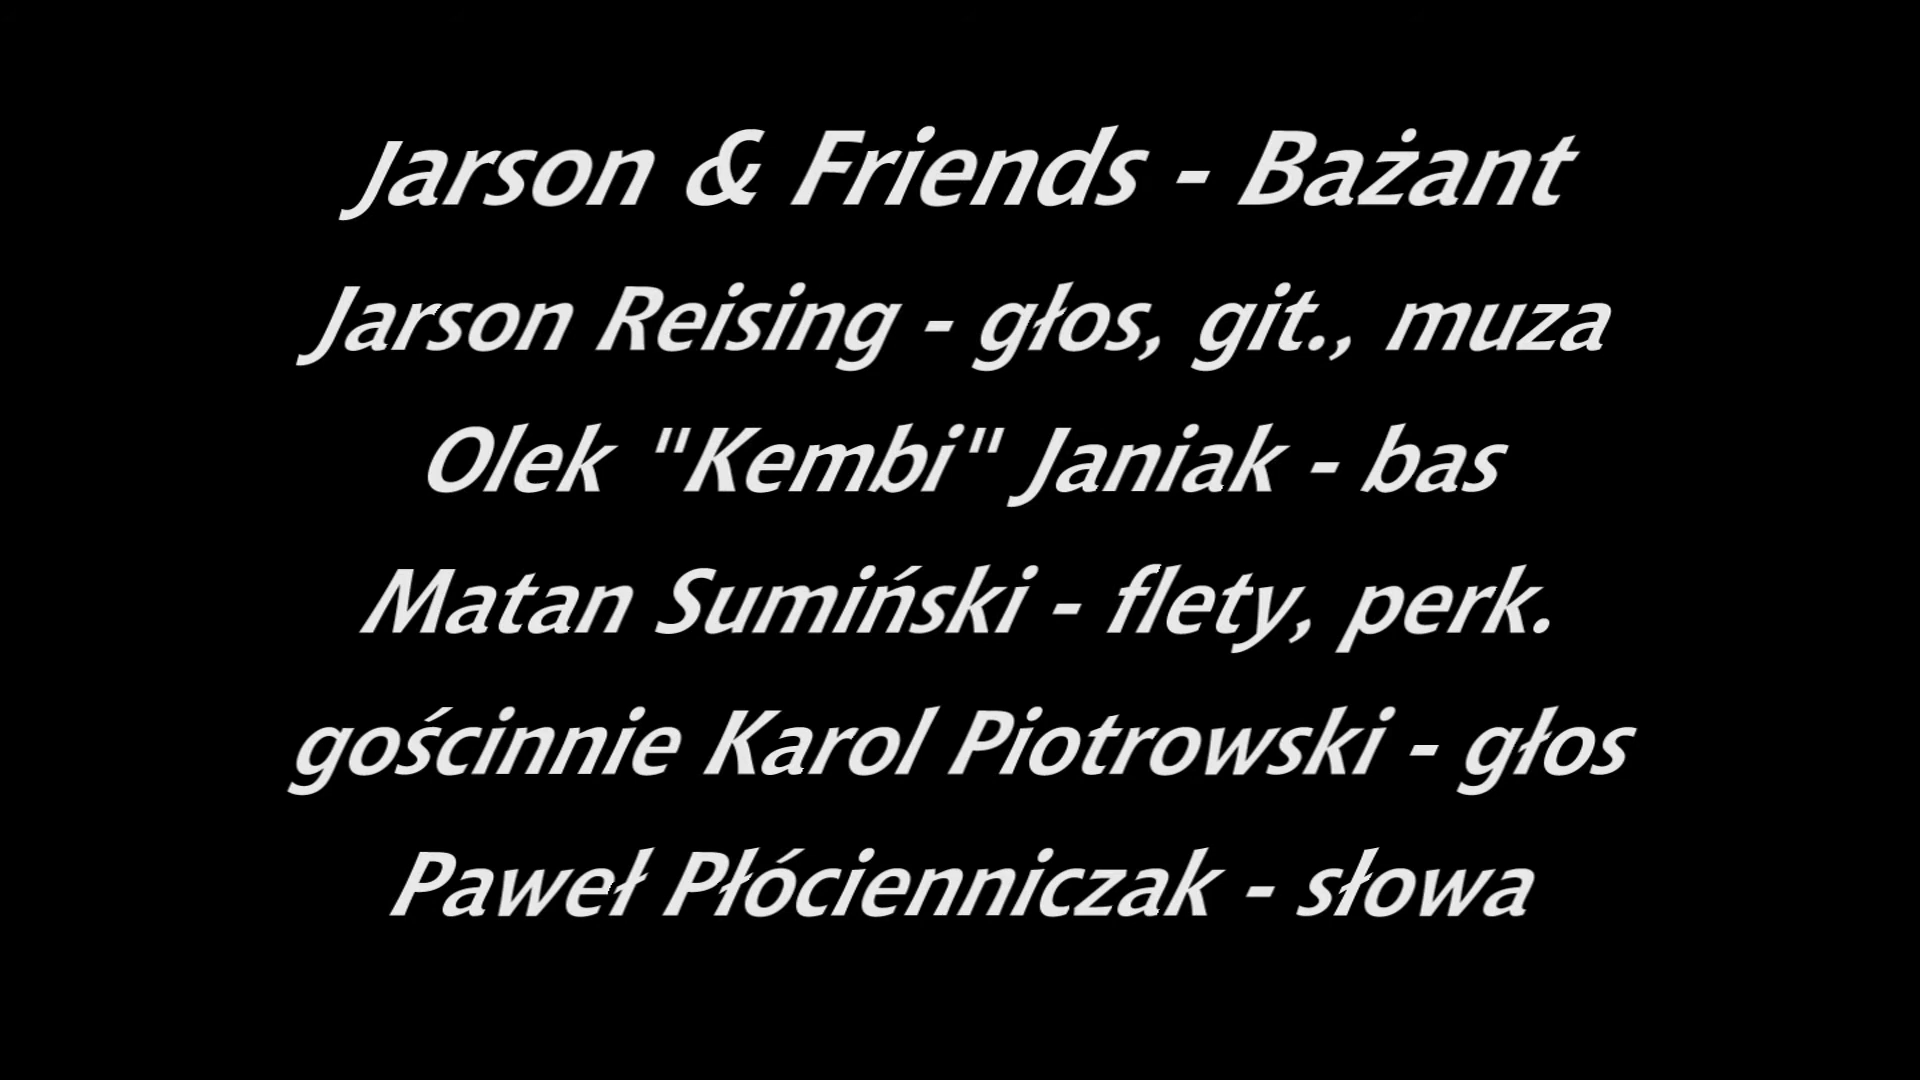 Jarson & Friends - Bażant
Jarson Reising - głos, git., muza
Olek "Kembi" Janiak - bas
Matan Sumiński - flety, perk.
gościnnie Karol Piotrowski - głos
Paweł Płócienniczak - słowa